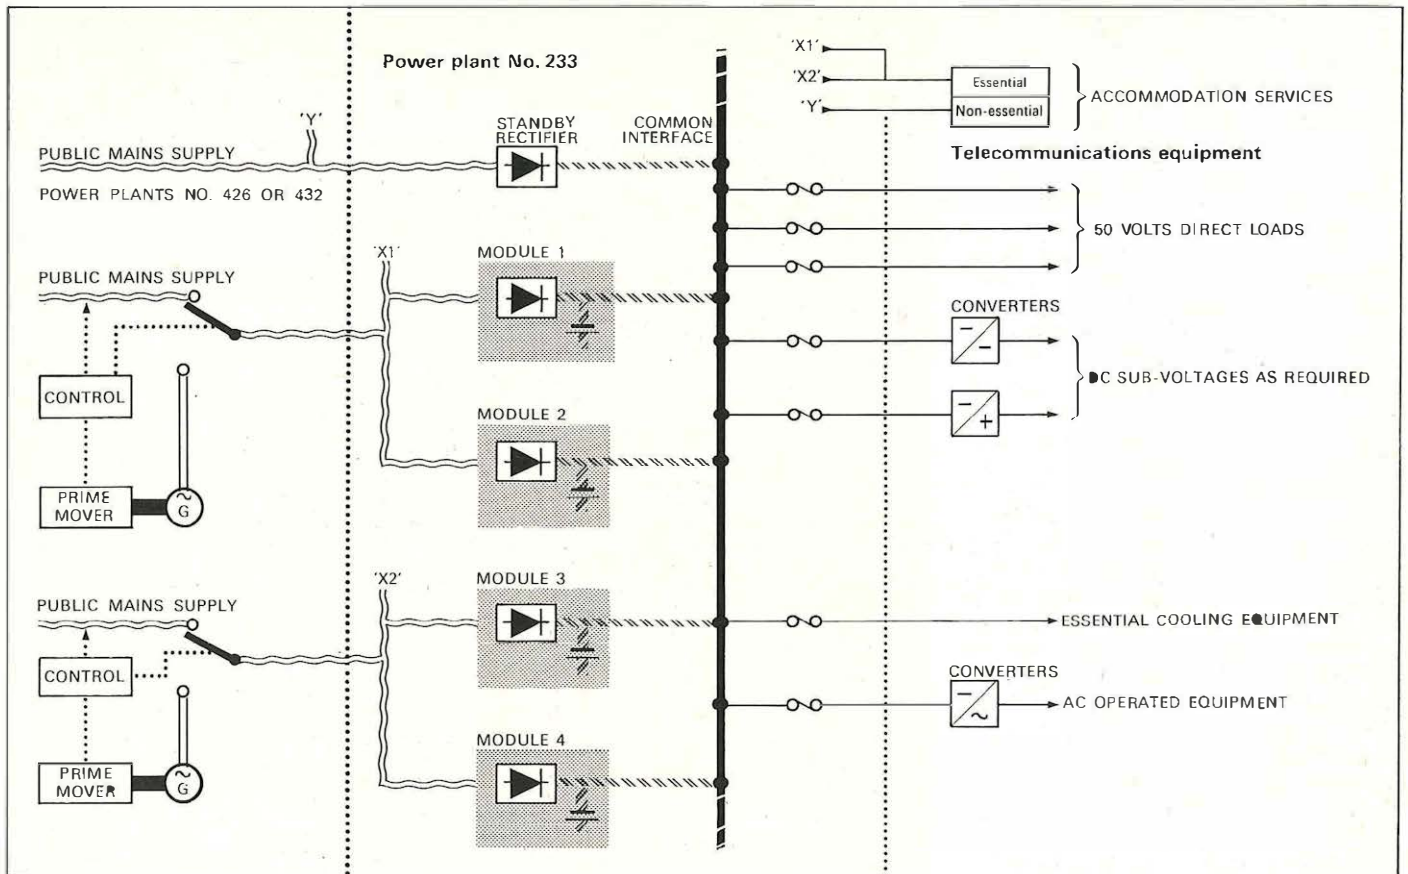 Power plant No. 233
'X1'
'X2'
'Y'
Essential
Non-essential
ACCOMMODATION SERVICES
'Y'
STANDBY
RECTIFIER
COMMON
INTERFACE
PUBLIC MAINS SUPPLY
POWER PLANTS NO. 426 OR 432
Telecommunications equipment
50 VOLTS DIRECT LOADS
PUBLIC MAINS SUPPLY
'X1'
MODULE 1
CONVERTERS
- -
- +
DC SUB-VOLTAGES AS REQUIRED
CONTROL
MODULE 2
PRIME
MOVER
~
G
PUBLIC MAINS SUPPLY
'X2'
MODULE 3
ESSENTIAL COOLING EQUIPMENT
CONTROL
CONVERTERS
- ~
AC OPERATED EQUIPMENT
MODULE 4
PRIME
MOVER
~
G